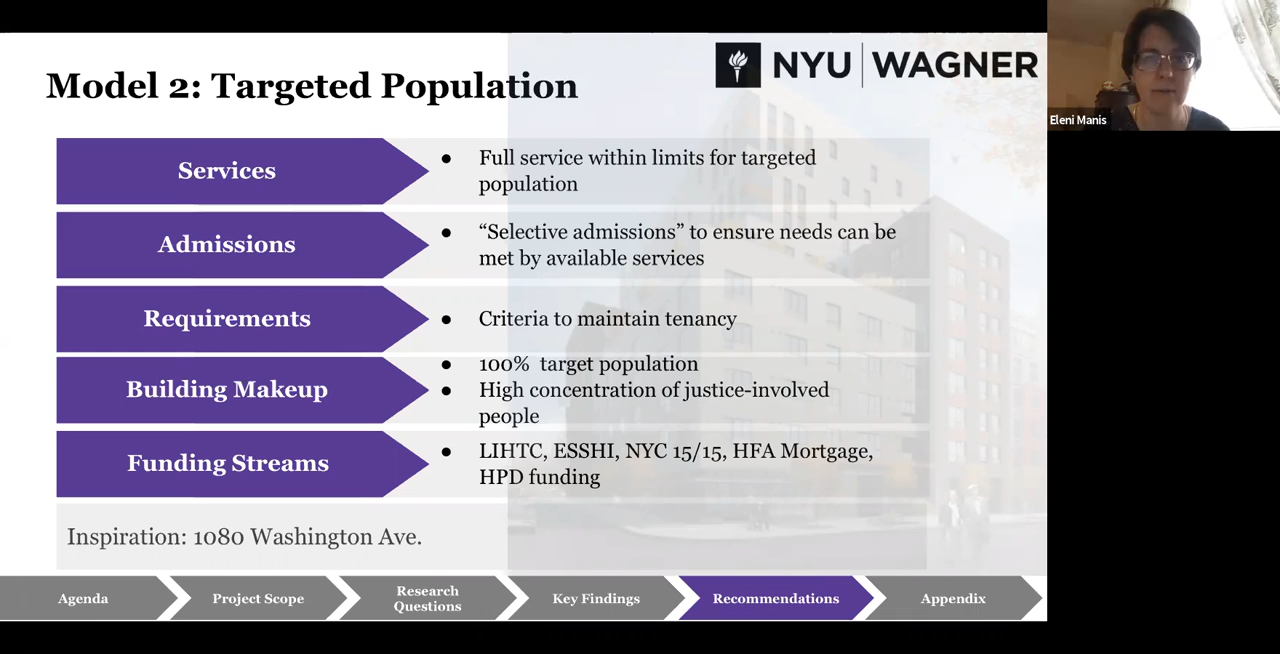 NYU | WAGNER
Model 2: Targeted Population
Eleni Manis
Services
● Full service within limits for targeted
population
Admissions
● “Selective admissions” to ensure needs can be
met by available services
Requirements
● Criteria to maintain tenancy
Building Makeup
● 100% target population
● High concentration of justice-involved
people
Funding Streams
● LIHTC, ESSHI, NYC 15/15, HFA Mortgage,
HPD funding
Inspiration: 1080 Washington Ave.
Agenda
Project Scope
Research
Questions
Key Findings
Recommendations
Appendix